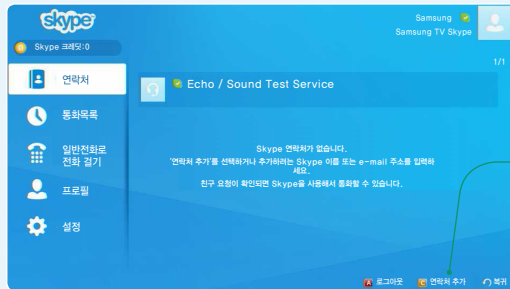 skype
Samsung
Samsung TV Skype
Skype 크레딧:0
1/1
연락처
Echo / Sound Test Service
통화목록
일반전화로
전화 걸기
Skype 연락처가 없습니다.
'연락처 추가'를 선택하거나 추가하려는 Skype 이름 또는 e-mail 주소를 입력하
세요.
친구 요청이 확인되면 Skype을 사용해서 통화할 수 있습니다.
프로필
설정
A 로그아웃
C 연락처 추가
복귀